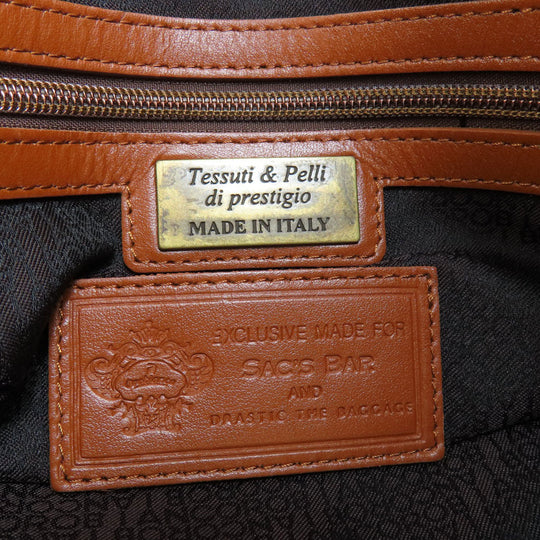 Tessuti & Pelli
di prestigio
MADE IN ITALY
EXCLUSIVE MADE FOR
SAC'S BAR
AND
DRASTIC THE BAGGAGE